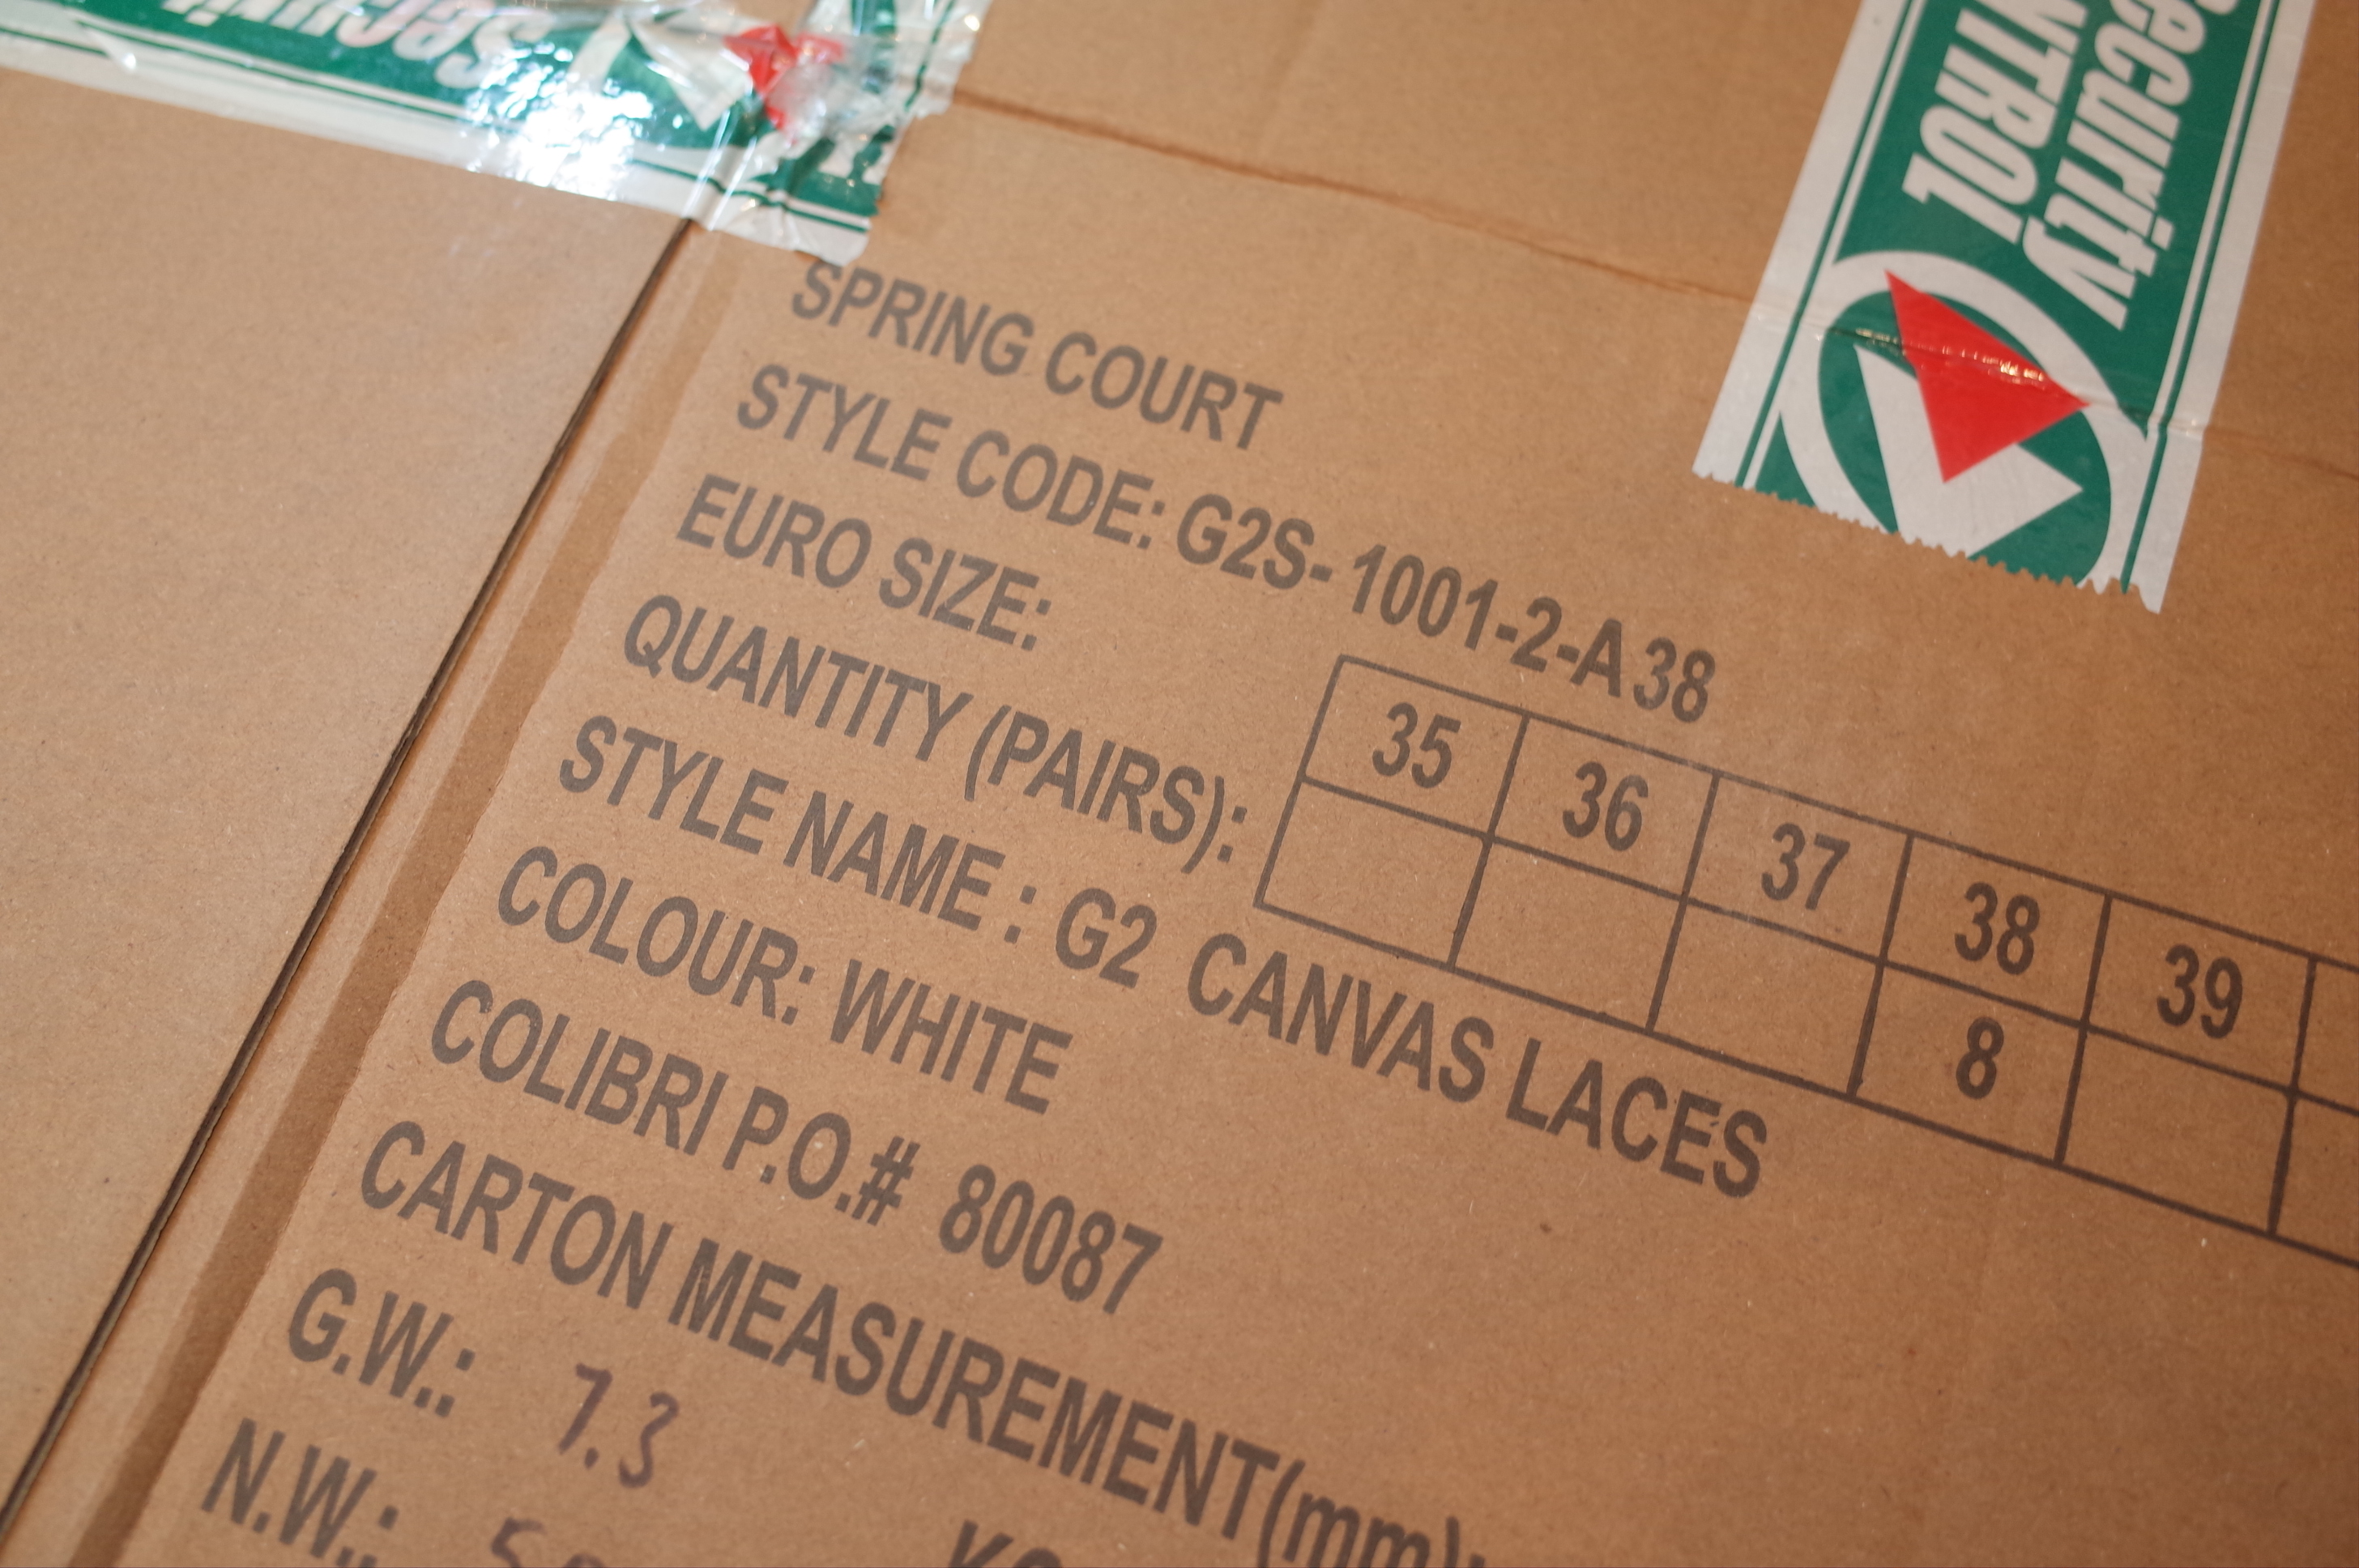 Security
SPRING COURT
STYLE CODE: G2S-1001-2-A38
EURO SIZE: 35 36 37 38 39
QUANTITY (PAIRS): 8
STYLE NAME : G2 CANVAS LACES
COLOUR: WHITE
COLIBRI P.O.# 80087
CARTON MEASUREMENT(mm):
G.W.: 7.3
N.W.: